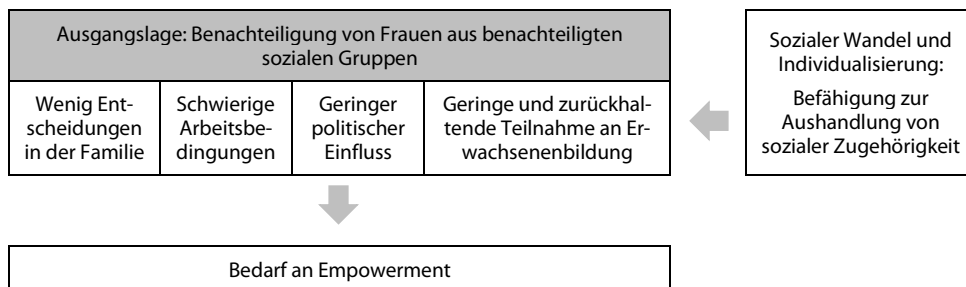 Ausgangslage: Benachteiligung von Frauen aus benachteiligten
sozialen Gruppen
Wenig Ent-
scheidungen
in der Familie
Schwierige
Arbeitsbe-
dingungen
Geringer
politischer
Einfluss
Geringe und zurückhal-
tende Teilnahme an Er-
wachsenenbildung
Sozialer Wandel und
Individualisierung:
Befähigung zur
Aushandlung von
sozialer Zugehörigkeit
Bedarf an Empowerment